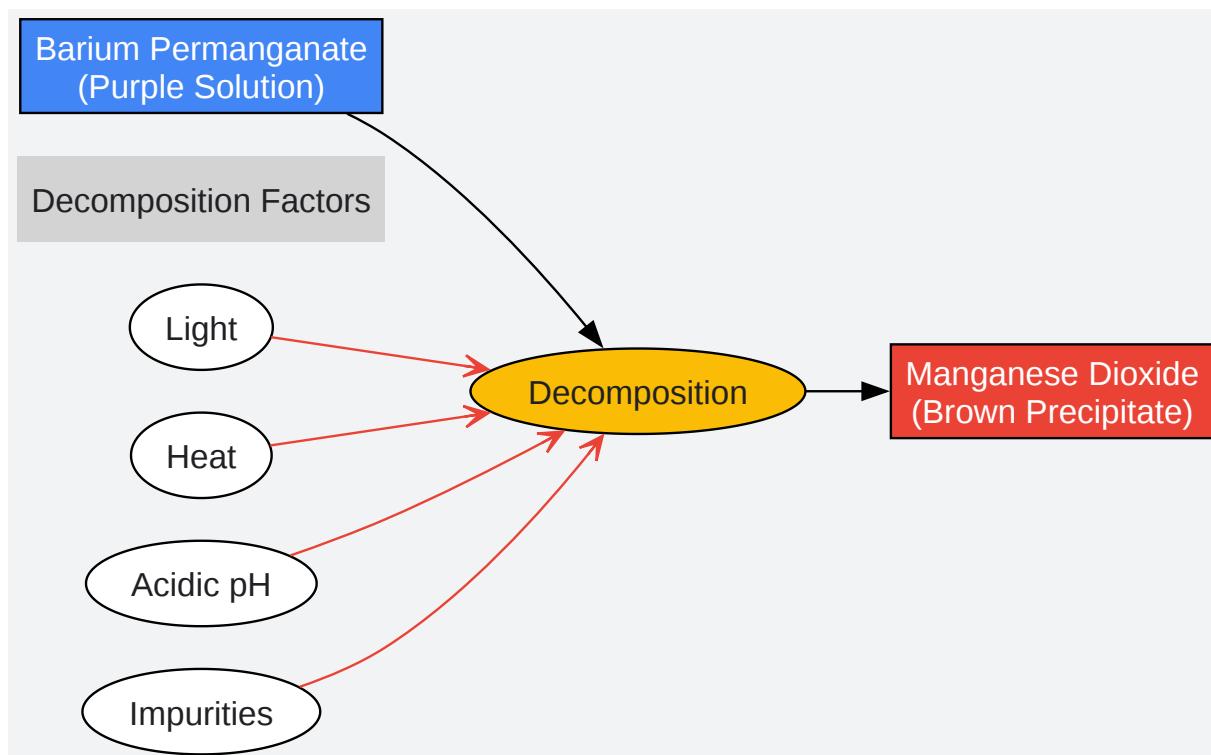 Barium Permanganate
(Purple Solution)
Decomposition Factors
Light
Heat
Acidic pH
Impurities
Decomposition
Manganese Dioxide
(Brown Precipitate)